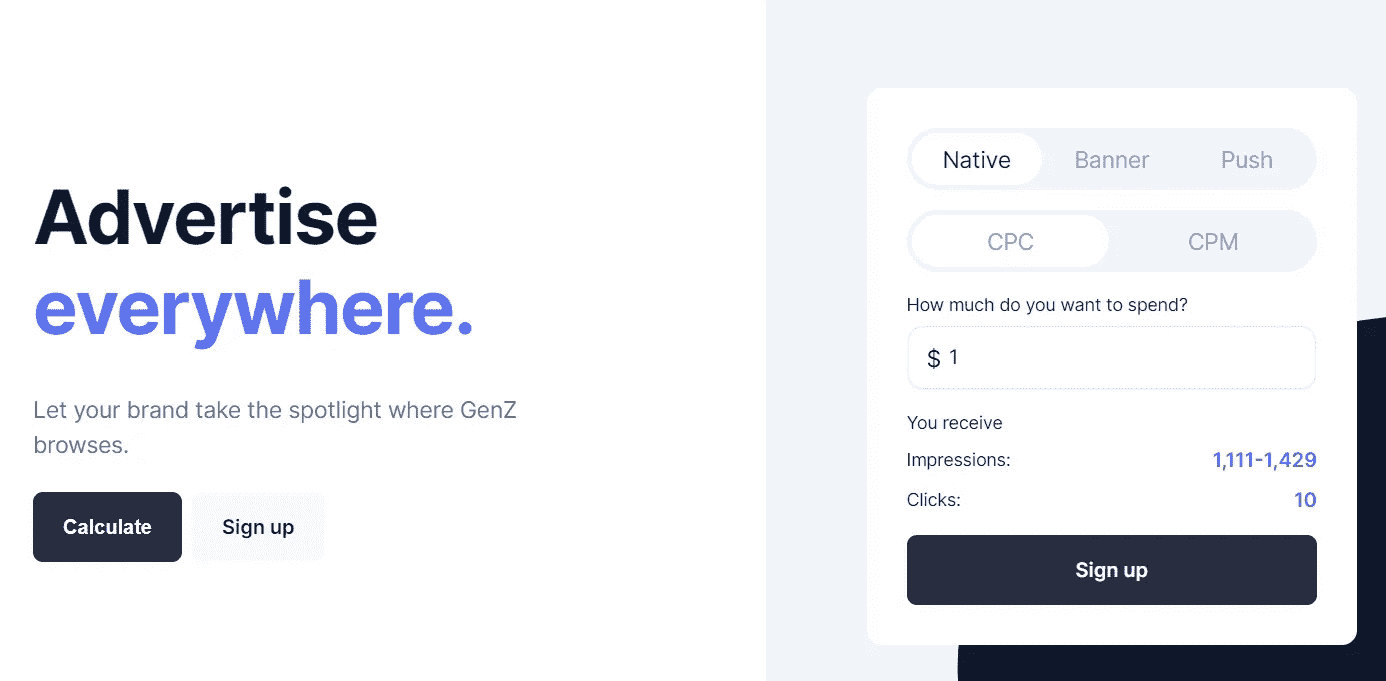 Advertise
everywhere.
Let your brand take the spotlight where GenZ
browses.
Calculate Sign up
Native Banner Push
CPC CPM
How much do you want to spend?
$ 1
You receive
Impressions: 1,111-1,429
Clicks: 10
Sign up